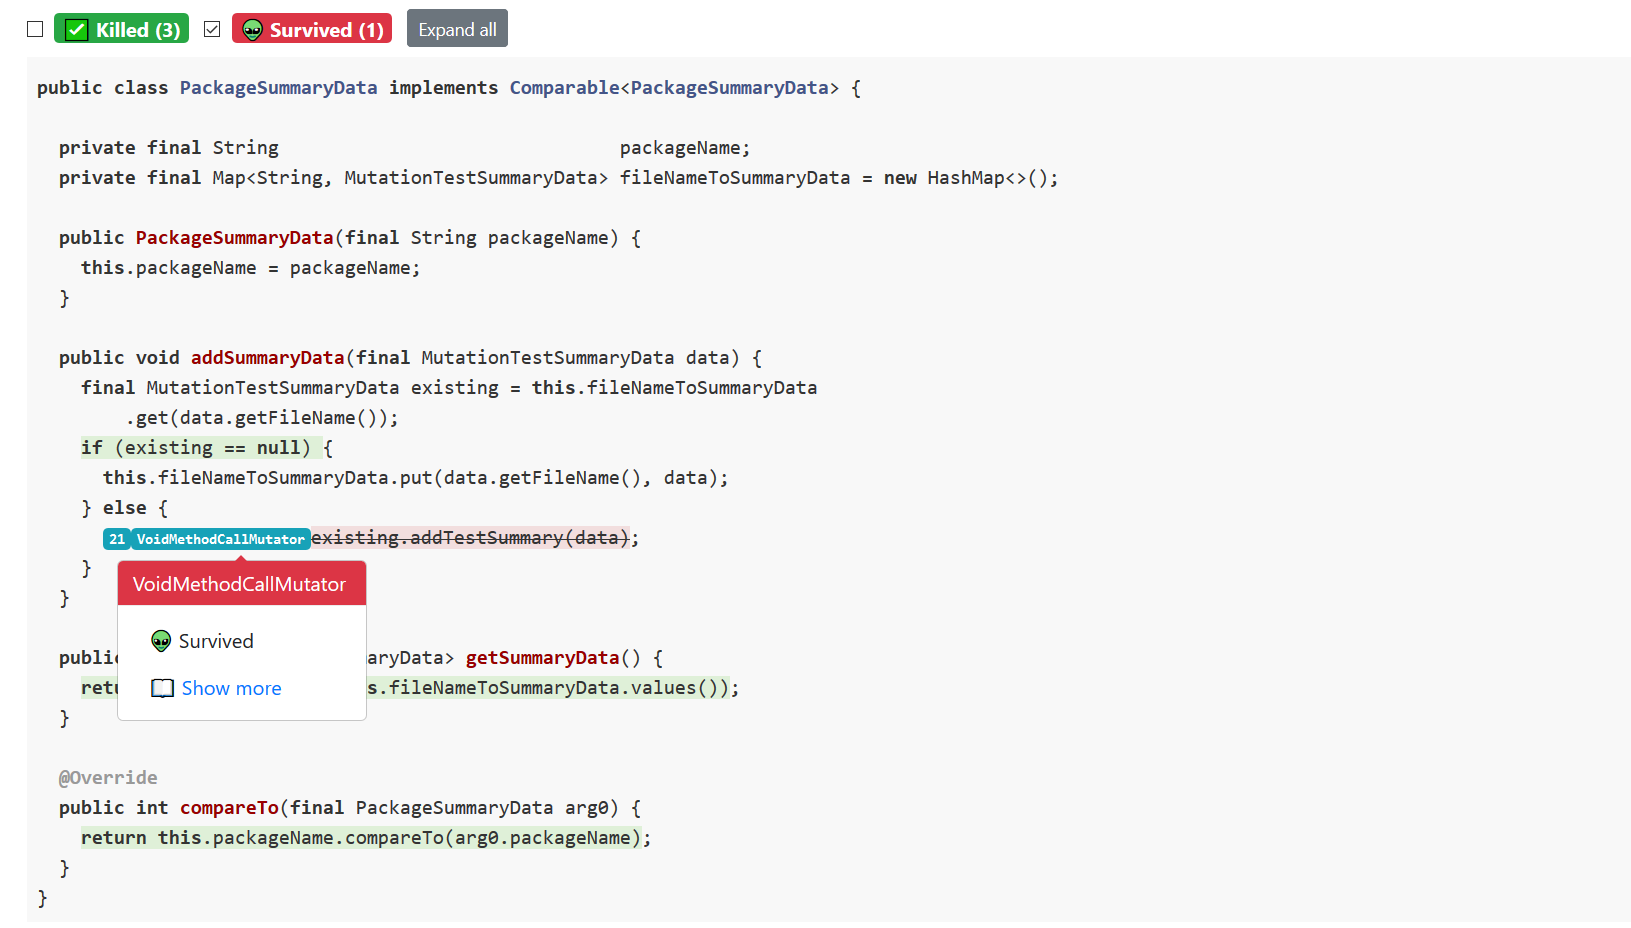 Killed (3) Survived (1) Expand all
public class PackageSummaryData implements Comparable<PackageSummaryData> {
private final String packageName;
private final Map<String, MutationTestSummaryData> fileNameToSummaryData = new HashMap<>();
public PackageSummaryData(final String packageName) {
this.packageName = packageName;
}
public void addSummaryData(final MutationTestSummaryData data) {
final MutationTestSummaryData existing = this.fileNameToSummaryData
.get(data.getFileName());
if (existing == null) {
this.fileNameToSummaryData.put(data.getFileName(), data);
} else {
21 VoidMethodCallMutator existing.addTestSummary(data);
}
VoidMethodCallMutator
}
Survived
public aryData> getSummaryData() {
retu s.fileNameToSummaryData.values());
Show more
}
@Override
public int compareTo(final PackageSummaryData arg0) {
return this.packageName.compareTo(arg0.packageName);
}
}